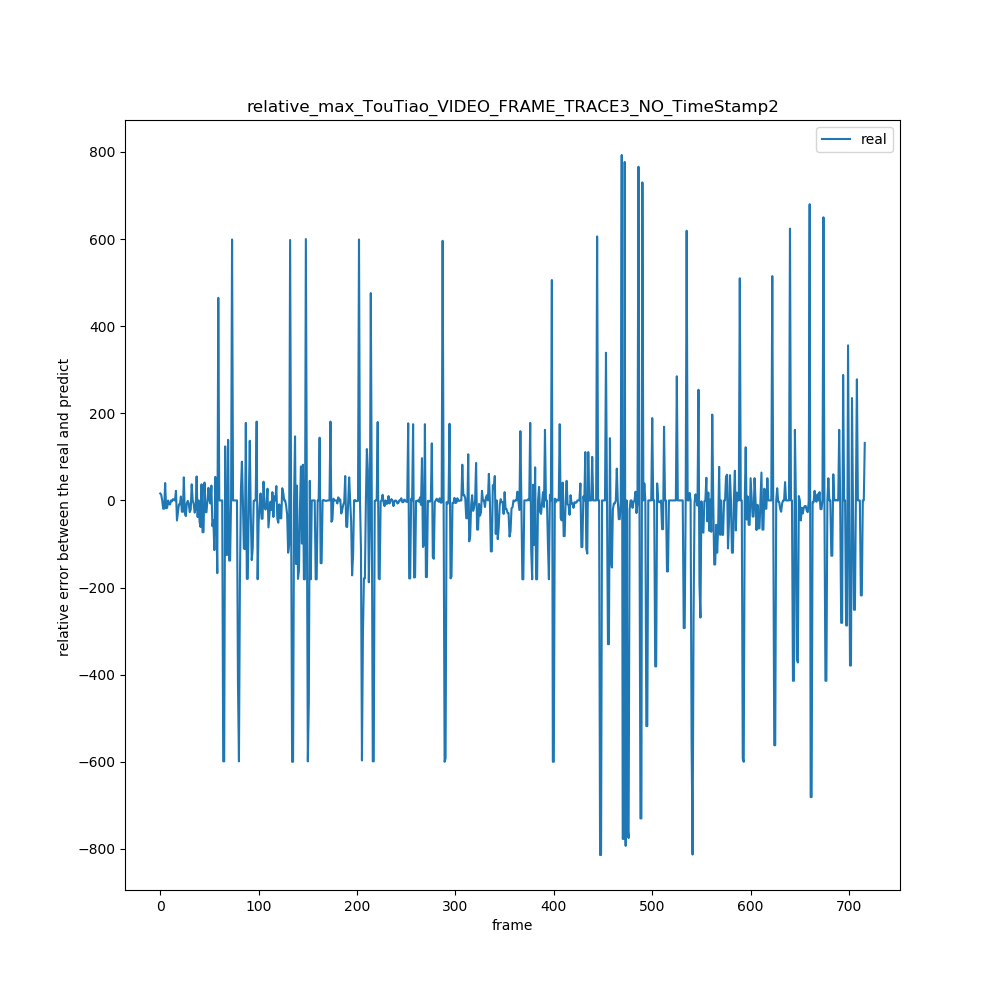 relative_max_TouTiao_VIDEO_FRAME_TRACE3_NO_TimeStamp2
real
800
600
400
200
0
−200
−400
−600
−800
relative error between the real and predict
0 100 200 300 400 500 600 700
frame